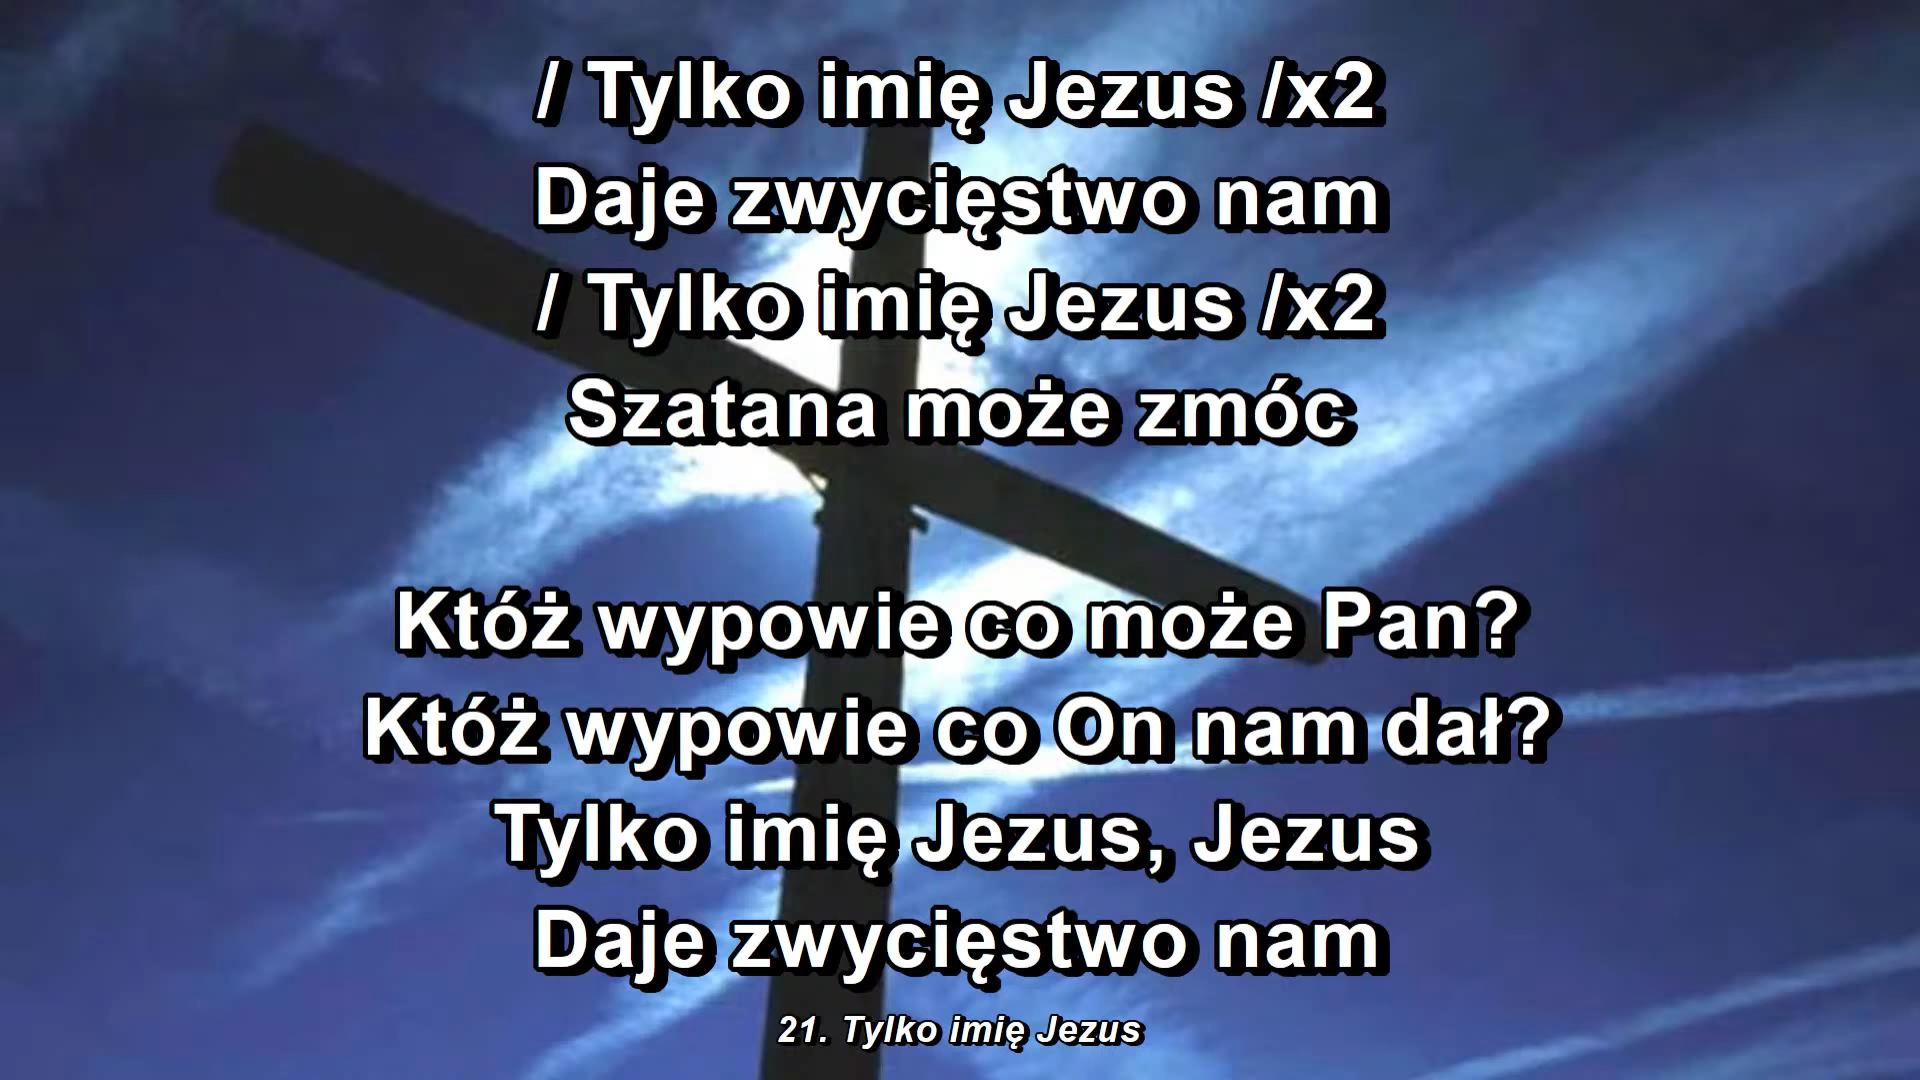 / Tylko imię Jezus /x2
Daje zwycięstwo nam
/ Tylko imię Jezus /x2
Szatana może zmóc
Któż wypowie co może Pan?
Któż wypowie co On nam dał?
Tylko imię Jezus, Jezus
Daje zwycięstwo nam
21. Tylko imię Jezus